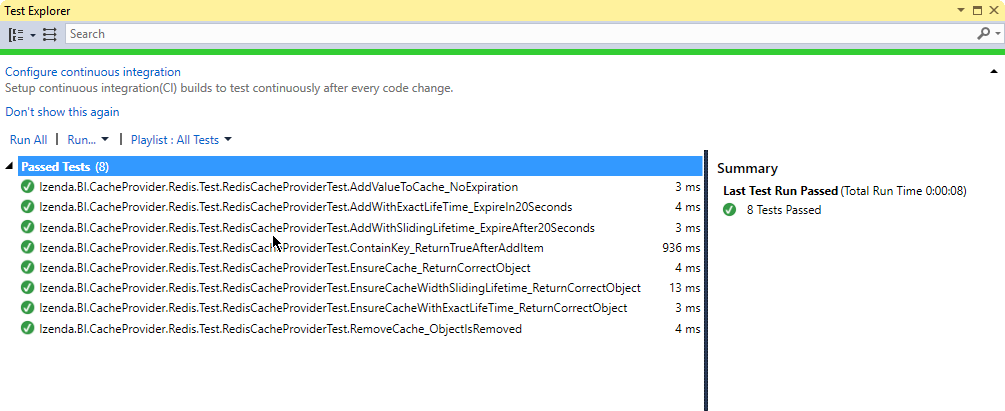 Test Explorer
Search
Configure continuous integration
Setup continuous integration(CI) builds to test continuously after every code change.
Don't show this again
Run All | Run... | Playlist : All Tests
Passed Tests (8)
Izenda.BI.CacheProvider.Redis.Test.RedisCacheProviderTest.AddValueToCache_NoExpiration 3 ms
Izenda.BI.CacheProvider.Redis.Test.RedisCacheProviderTest.AddWithExactLifeTime_ExpireIn20Seconds 4 ms
Izenda.BI.CacheProvider.Redis.Test.RedisCacheProviderTest.AddWithSlidingLifetime_ExpireAfter20Seconds 3 ms
Izenda.BI.CacheProvider.Redis.Test.RedisCacheProviderTest.ContainKey_ReturnTrueAfterAddItem 936 ms
Izenda.BI.CacheProvider.Redis.Test.RedisCacheProviderTest.EnsureCache_ReturnCorrectObject 4 ms
Izenda.BI.CacheProvider.Redis.Test.RedisCacheProviderTest.EnsureCacheWidthSlidingLifetime_ReturnCorrectObject 13 ms
Izenda.BI.CacheProvider.Redis.Test.RedisCacheProviderTest.EnsureCacheWithExactLifeTime_ReturnCorrectObject 3 ms
Izenda.BI.CacheProvider.Redis.Test.RedisCacheProviderTest.RemoveCache_ObjectIsRemoved 4 ms
Summary
Last Test Run Passed (Total Run Time 0:00:08)
8 Tests Passed